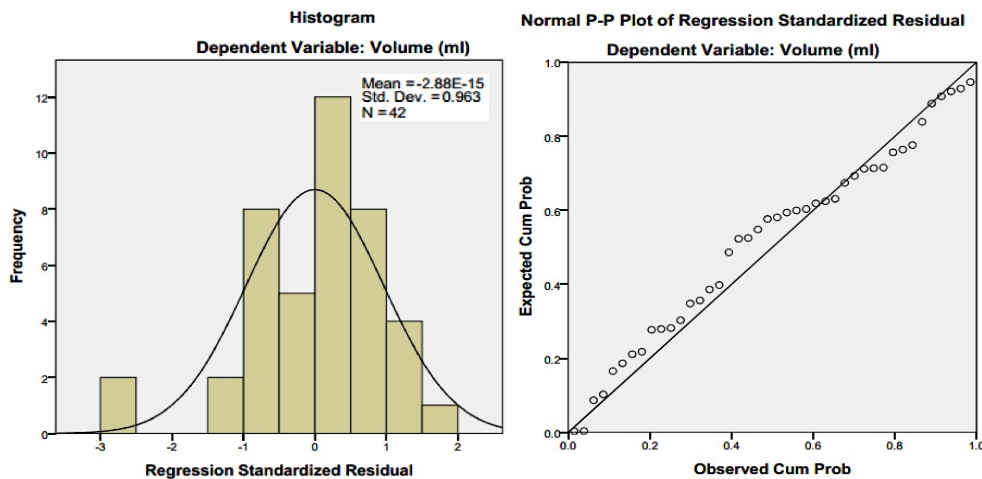 Histogram
Dependent Variable: Volume (ml)
Mean =-2.88E-15
Std. Dev. =0.963
N =42
12
10
8
6
4
2
0
Frequency
-3
-2
-1
0
1
2
Regression Standardized Residual
Normal P-P Plot of Regression Standardized Residual
Dependent Variable: Volume (ml)
1.0
0.8
0.6
0.4
0.2
0.0
Expected Cum Prob
0.0
0.2
0.4
0.6
0.8
1.0
Observed Cum Prob